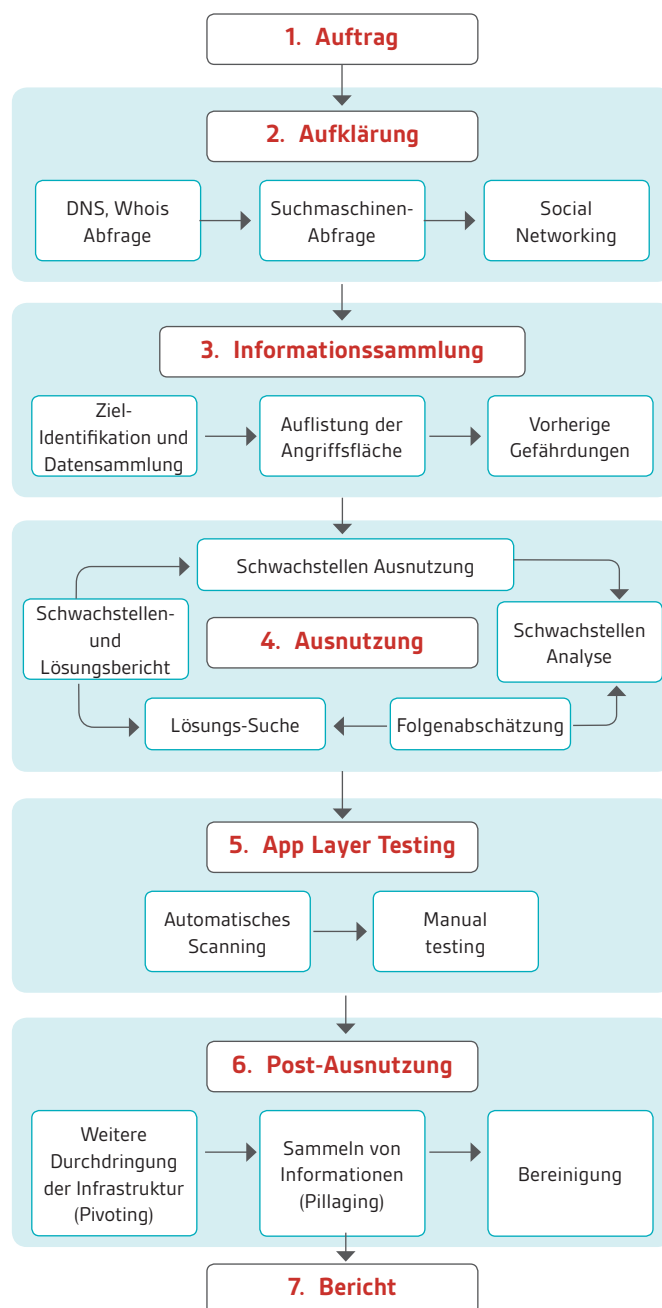 1. Auftrag
2. Aufklärung
DNS, Whois
Abfrage
Suchmaschinen-
Abfrage
Social
Networking
3. Informationssammlung
Ziel-
Identifikation und
Datensammlung
Auflistung der
Angriffsfläche
Vorherige
Gefährdungen
Schwachstellen Ausnutzung
Schwachstellen-
und
Lösungsbericht
4. Ausnutzung
Schwachstellen
Analyse
Lösungs-Suche
Folgenabschätzung
5. App Layer Testing
Automatisches
Scanning
Manual
testing
6. Post-Ausnutzung
Weitere
Durchdringung
der Infrastruktur
(Pivoting)
Sammeln von
Informationen
(Pillaging)
Bereinigung
7. Bericht